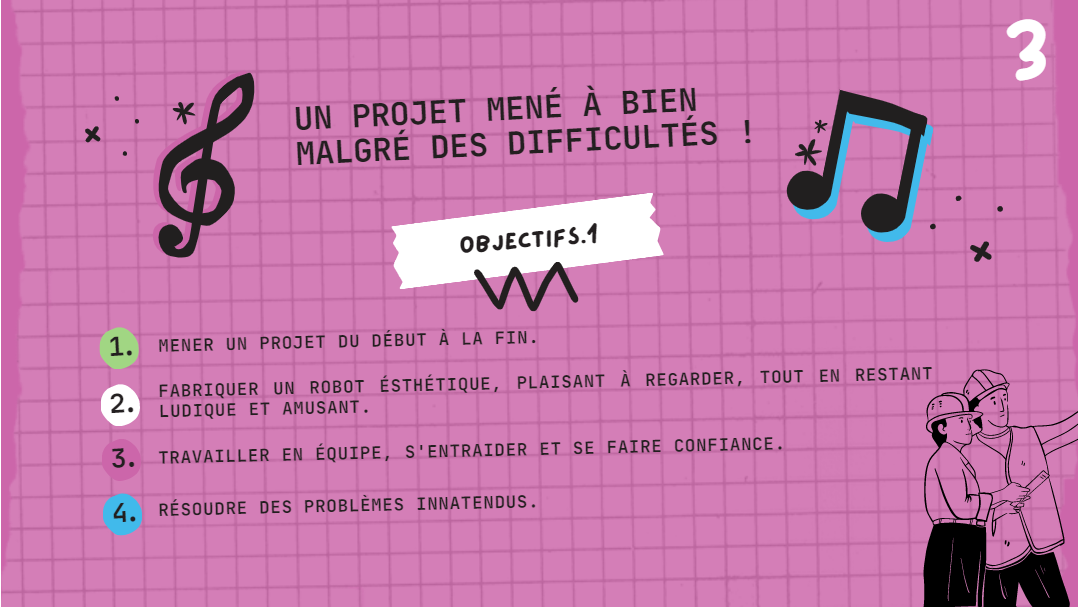 3
UN PROJET MENÉ À BIEN
MALGRÉ DES DIFFICULTÉS !
OBJECTIFS.1
1. MENER UN PROJET DU DÉBUT À LA FIN.
2. FABRIQUER UN ROBOT ÉSTHÉTIQUE, PLAISANT À REGARDER, TOUT EN RESTANT
LUDIQUE ET AMUSANT.
3. TRAVAILLER EN ÉQUIPE, S'ENTRAIDER ET SE FAIRE CONFIANCE.
4. RÉSOUDRE DES PROBLÈMES INNATENDUS.